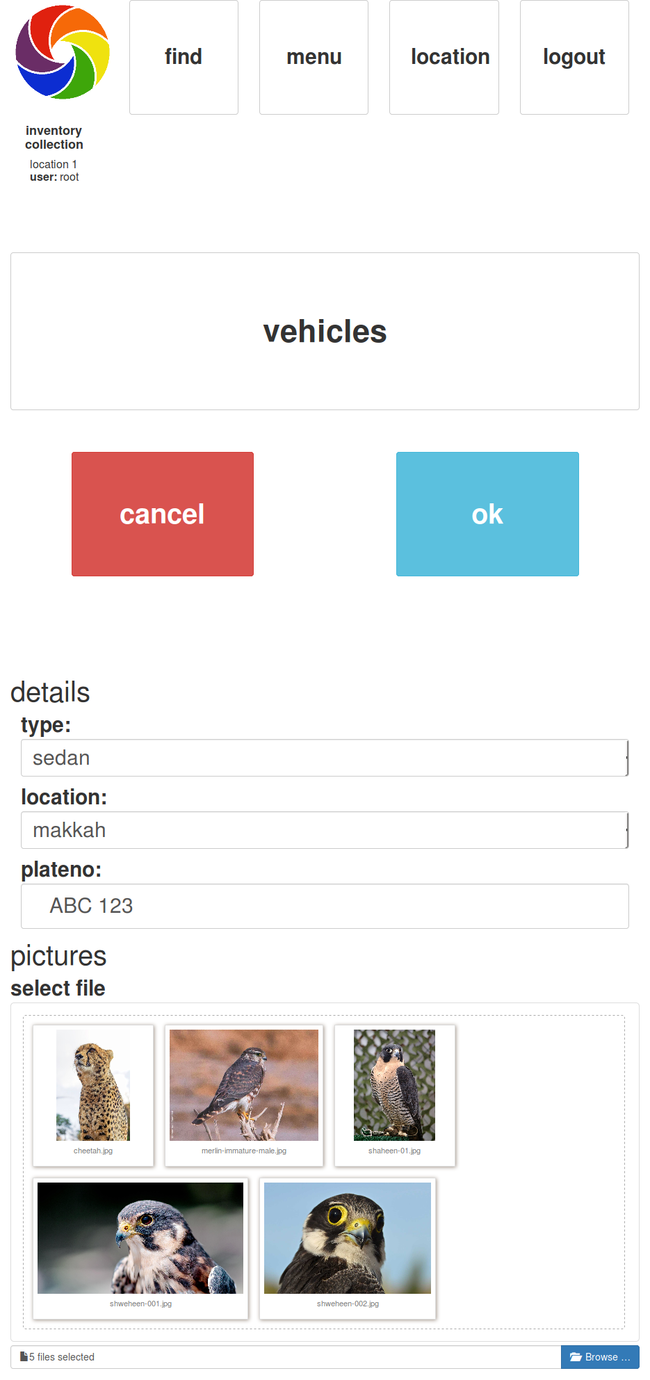 find
menu
location
logout
inventory
collection
location 1
user: root
vehicles
cancel
ok
details
type:
sedan
location:
makkah
plateno:
ABC 123
pictures
select file
cheetah.jpg
merlin-immature-male.jpg
shaheen-01.jpg
shweheen-001.jpg
shweheen-002.jpg
5 files selected
Browse ...